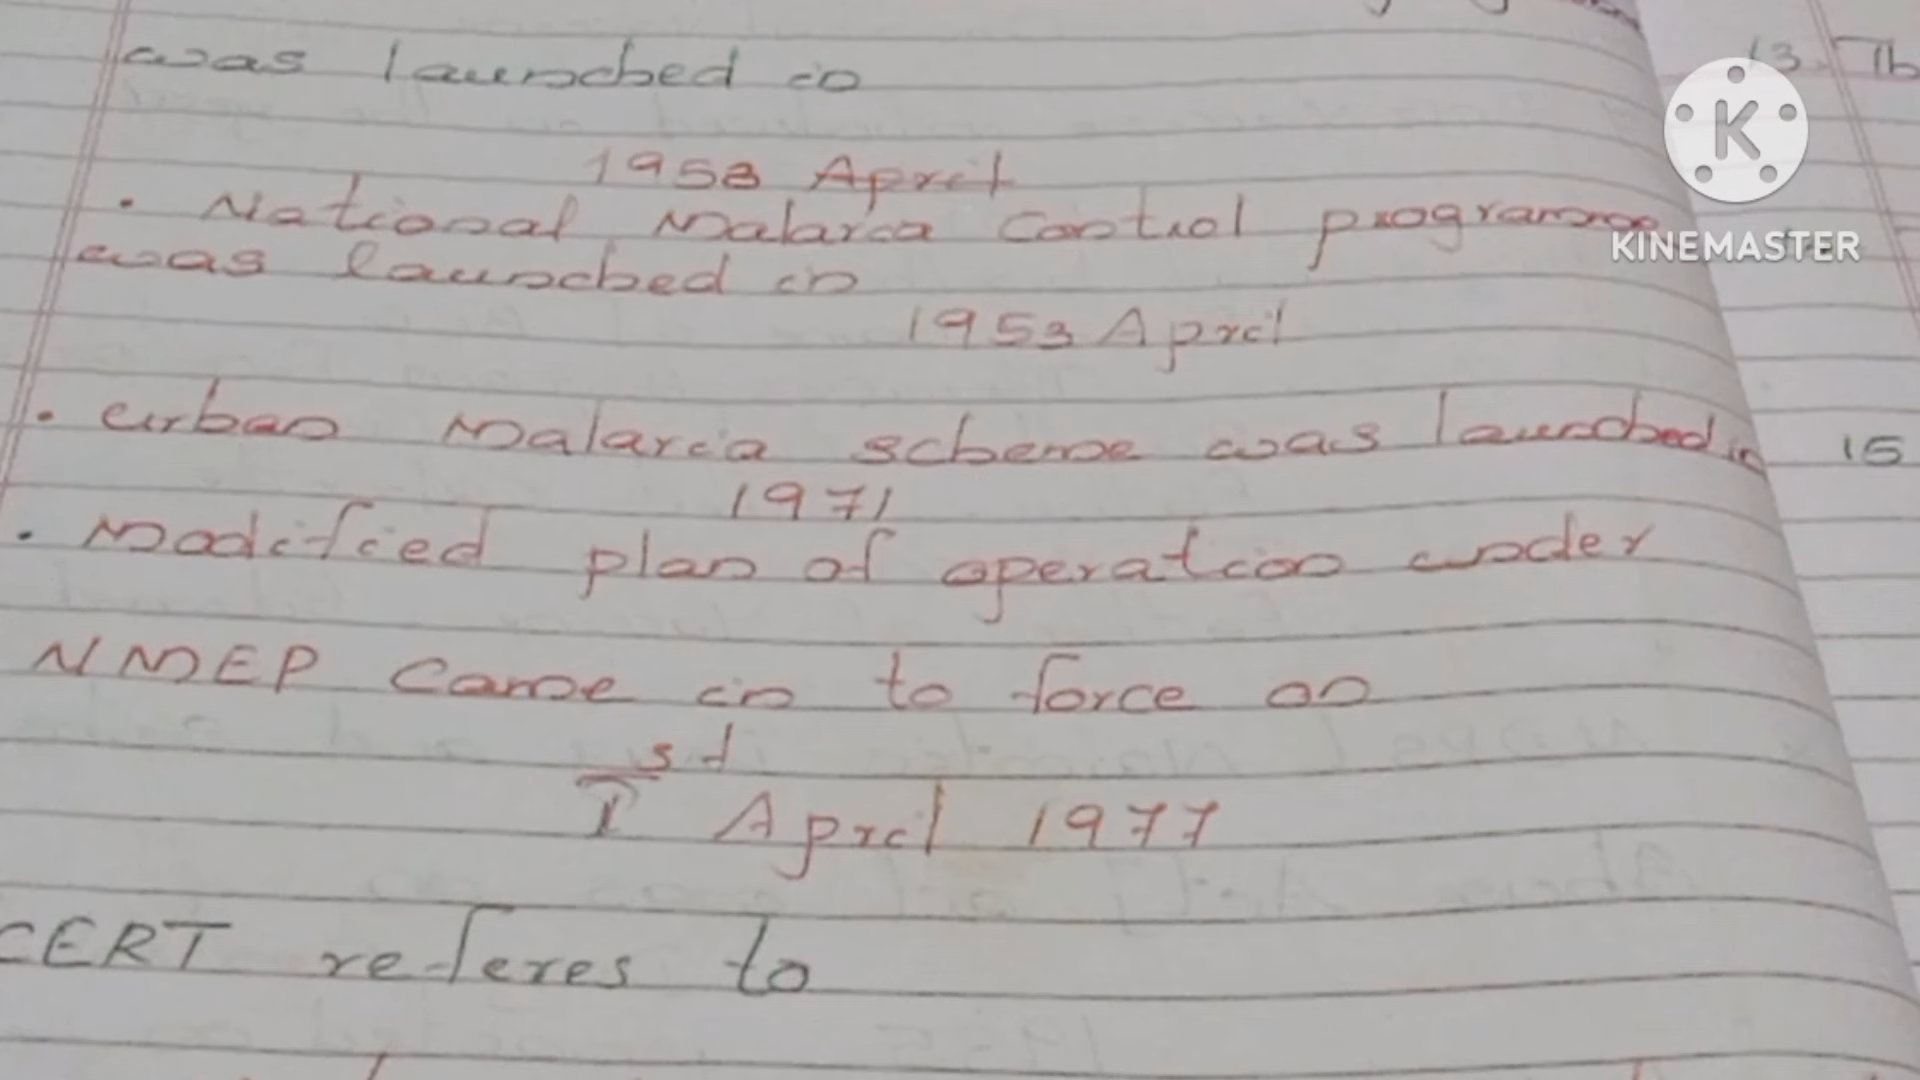 was launched in
1958 April
• National Malaria Control programme
was launched in
1953 April
• urban Malaria scheme was launched in
1971
• Modified plan of operation under
NMEP Came in to force on
Ist April 1977
CERT referes to
13. Th
15
KINEMASTER